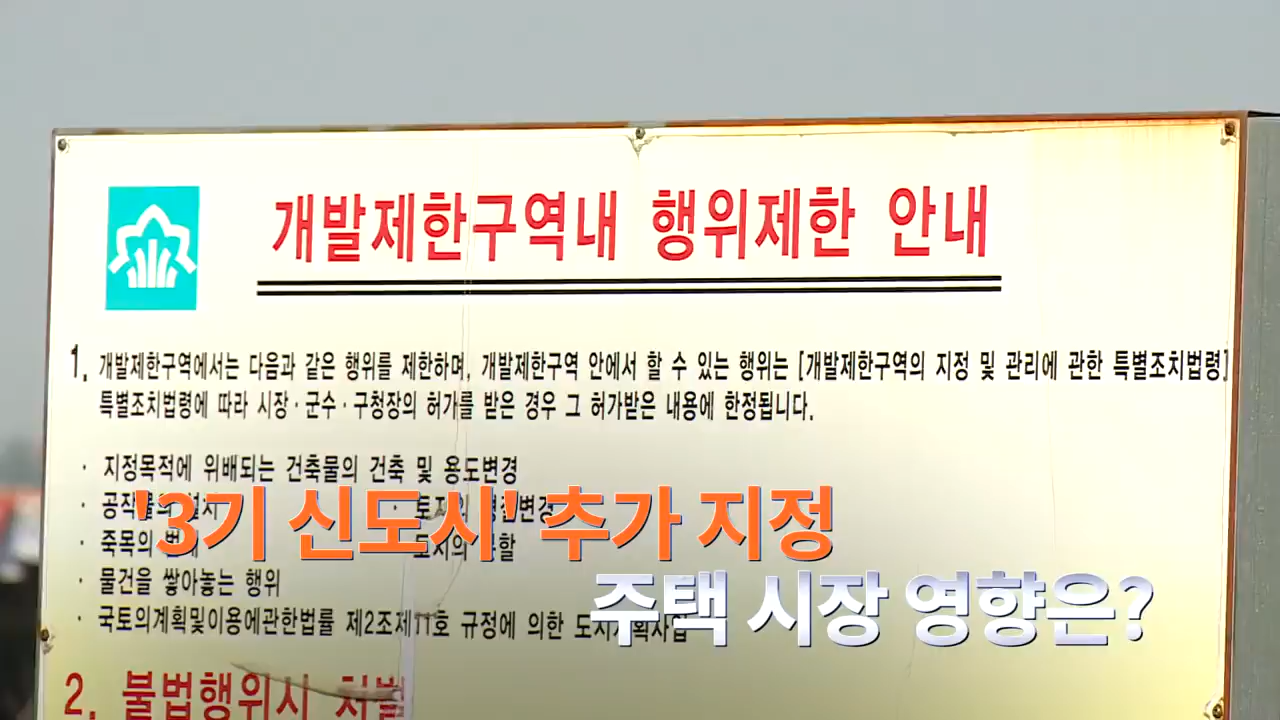 개발제한구역내 행위제한 안내
1. 개발제한구역에서는 다음과 같은 행위를 제한하며, 개발제한구역 안에서 할 수 있는 행위는 [개발제한구역의 지정 및 관리에 관한 특별조치법령]
특별조치법령에 따라 시장·군수·구청장의 허가를 받은 경우 그 허가받은 내용에 한정됩니다.
· 지정목적에 위배되는 건축물의 건축 및 용도변경
· 죽목의
· 물건을 쌓아놓는 행위
· 국토의계획및이용에관한법률 제2조제11호 규정에 의한
2. 불법행위시 처벌
'3기 신도시' 추가 지정
주택 시장 영향은?